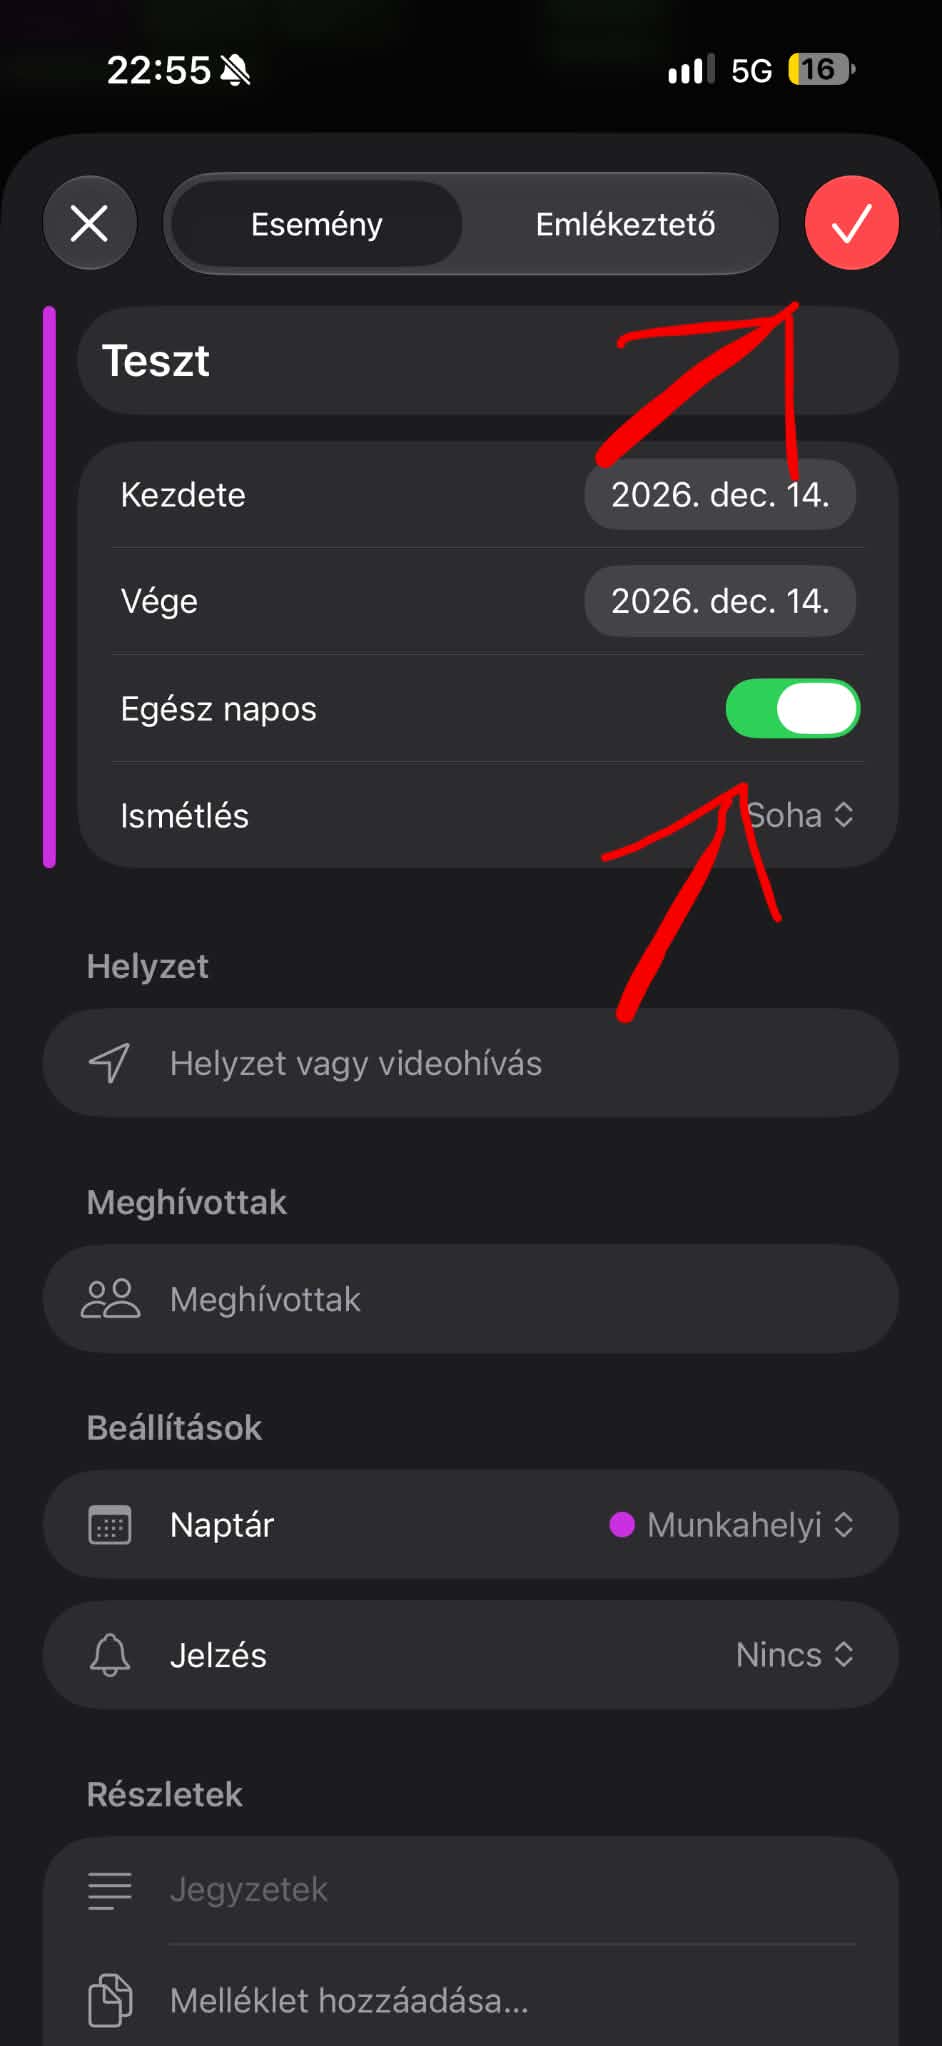 22:55 5G 16
Esemény Emlékeztető
Teszt
Kezdete 2026. dec. 14.
Vége 2026. dec. 14.
Egész napos
Ismétlés Soha
Helyzet
Helyzet vagy videohívás
Meghívottak
Meghívottak
Beállítások
Naptár Munkahelyi
Jelzés Nincs
Részletek
Jegyzetek
Melléklet hozzáadása...